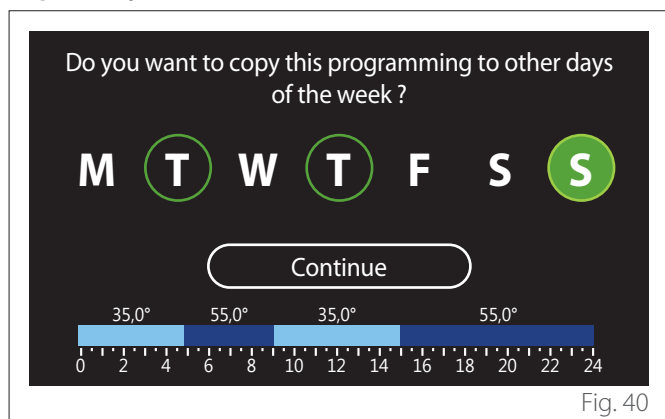 Do you want to copy this programming to other days
of the week ?
M T W T F S S
Continue
35,0° 55,0° 35,0° 55,0°
0 2 4 6 8 10 12 14 16 18 20 22 24
Fig. 40